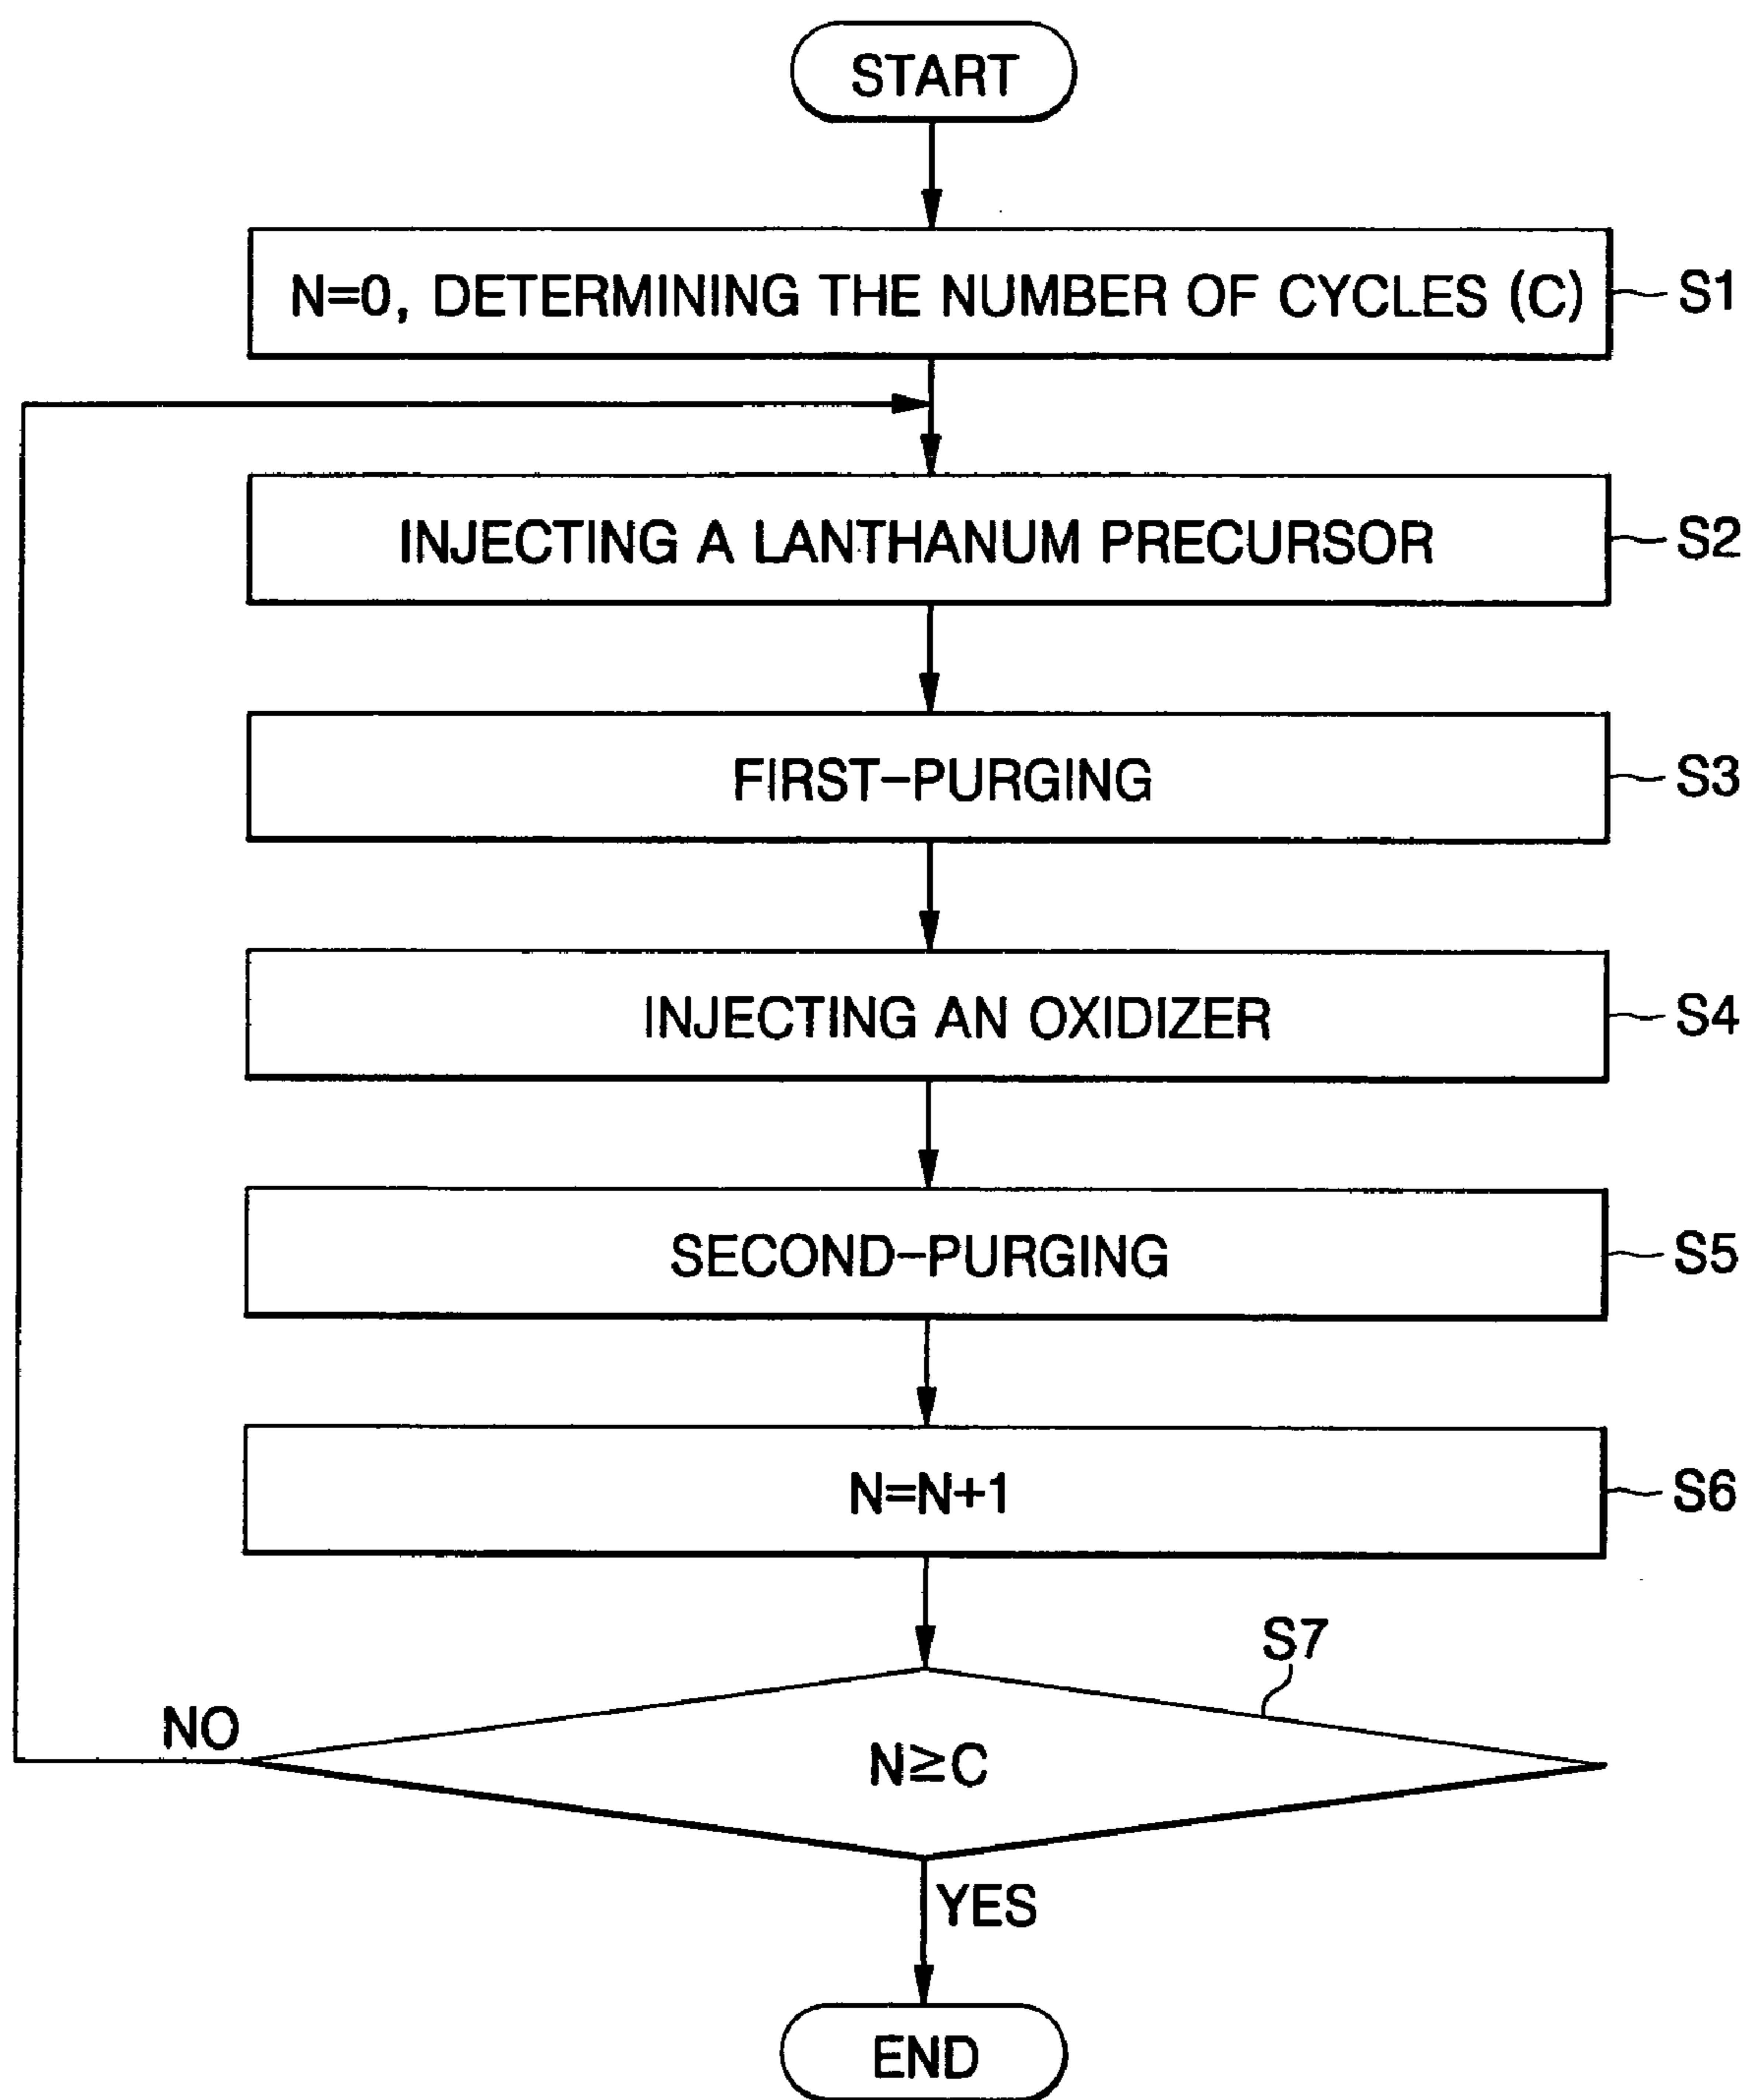 START
N=0, DETERMINING THE NUMBER OF CYCLES (C)
S1
INJECTING A LANTHANUM PRECURSOR
S2
FIRST-PURGING
S3
INJECTING AN OXIDIZER
S4
SECOND-PURGING
S5
N=N+1
S6
S7
NO
N≥C
YES
END